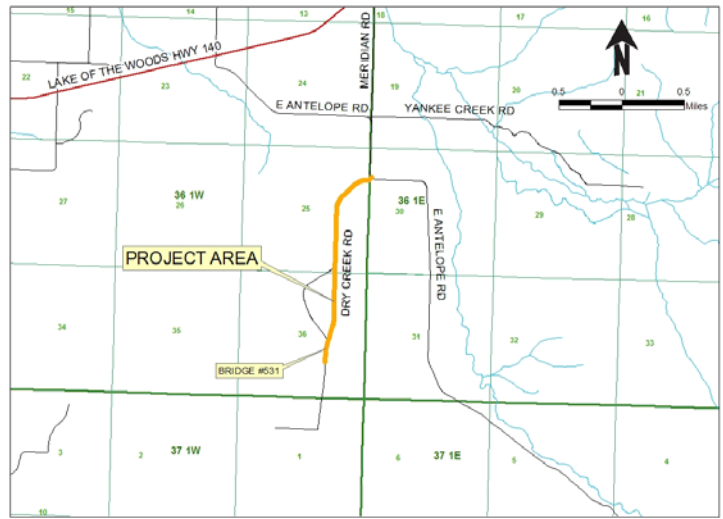 15
14
13
18
17
16
MERIDIAN RD
LAKE OF THE WOODS HWY 140
N
22
23
24
19
20
21
0.5 0 0.5
Miles
E ANTELOPE RD
YANKEE CREEK RD
36 1W
36 1E
27
26
25
30
29
28
E ANTELOPE RD
DRY CREEK RD
PROJECT AREA
34
35
36
31
32
33
BRIDGE #531
3
2
37 1W
1
6
37 1E
5
4
10